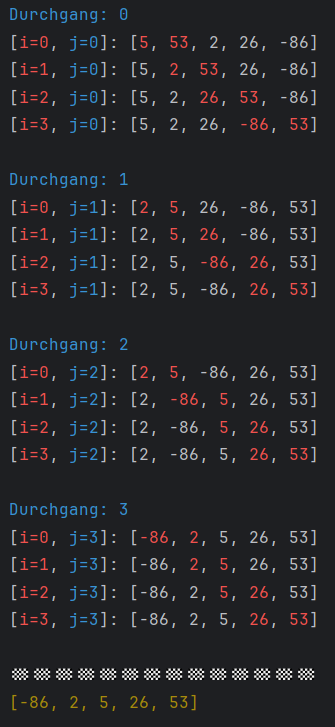 Durchgang: 0
[i=0, j=0]: [5, 53, 2, 26, -86]
[i=1, j=0]: [5, 2, 53, 26, -86]
[i=2, j=0]: [5, 2, 26, 53, -86]
[i=3, j=0]: [5, 2, 26, -86, 53]
Durchgang: 1
[i=0, j=1]: [2, 5, 26, -86, 53]
[i=1, j=1]: [2, 5, 26, -86, 53]
[i=2, j=1]: [2, 5, -86, 26, 53]
[i=3, j=1]: [2, 5, -86, 26, 53]
Durchgang: 2
[i=0, j=2]: [2, 5, -86, 26, 53]
[i=1, j=2]: [2, -86, 5, 26, 53]
[i=2, j=2]: [2, -86, 5, 26, 53]
[i=3, j=2]: [2, -86, 5, 26, 53]
Durchgang: 3
[i=0, j=3]: [-86, 2, 5, 26, 53]
[i=1, j=3]: [-86, 2, 5, 26, 53]
[i=2, j=3]: [-86, 2, 5, 26, 53]
[i=3, j=3]: [-86, 2, 5, 26, 53]
[-86, 2, 5, 26, 53]